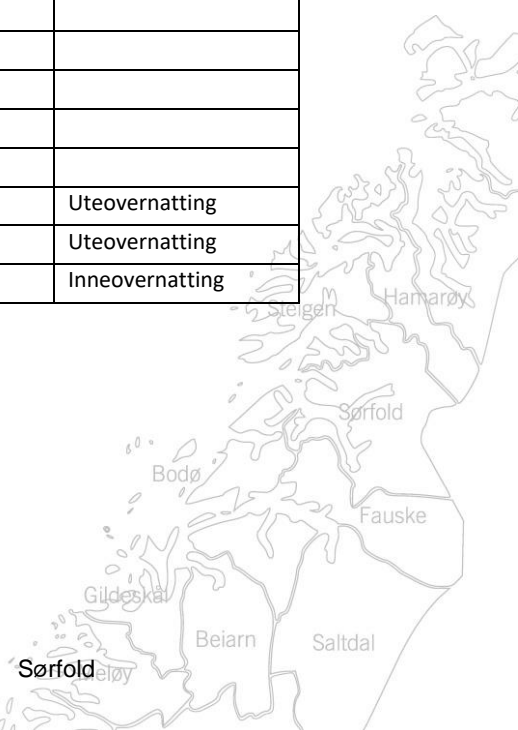 Uteovernatting
Uteovernatting
Inneovernatting
Steigen
Hamarøy
Sørfold
Bodø
Fauske
Gildeskål
Beiarn
Saltdal
Sørfold